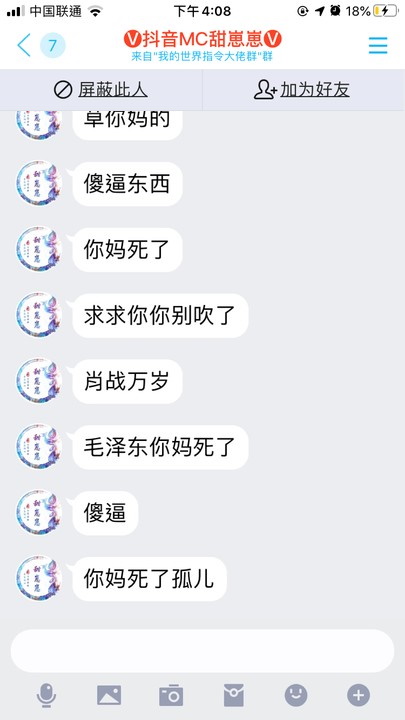 中国联通
下午4:08
18%
7
V抖音MC甜崽崽V
来自"我的世界指令大佬群"群
屏蔽此人
加为好友
草你妈的
傻逼东西
你妈死了
求求你你别吹了
肖战万岁
毛泽东你妈死了
傻逼
你妈死了孤儿